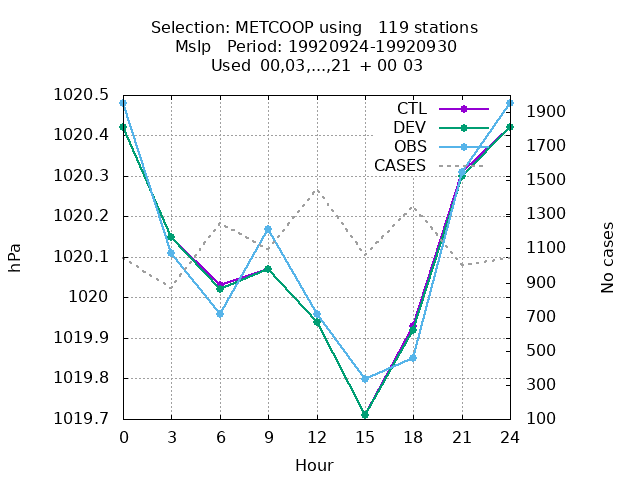 Selection: METCOOP using   119 stations
Mslp   Period: 19920924-19920930
Used  00,03,...,21  + 00 03
CTL
DEV
OBS
CASES
1020.5
1020.4
1020.3
1020.2
1020.1
1020
1019.9
1019.8
1019.7
1900
1700
1500
1300
1100
900
700
500
300
100
hPa
No cases
0 3 6 9 12 15 18 21 24
Hour